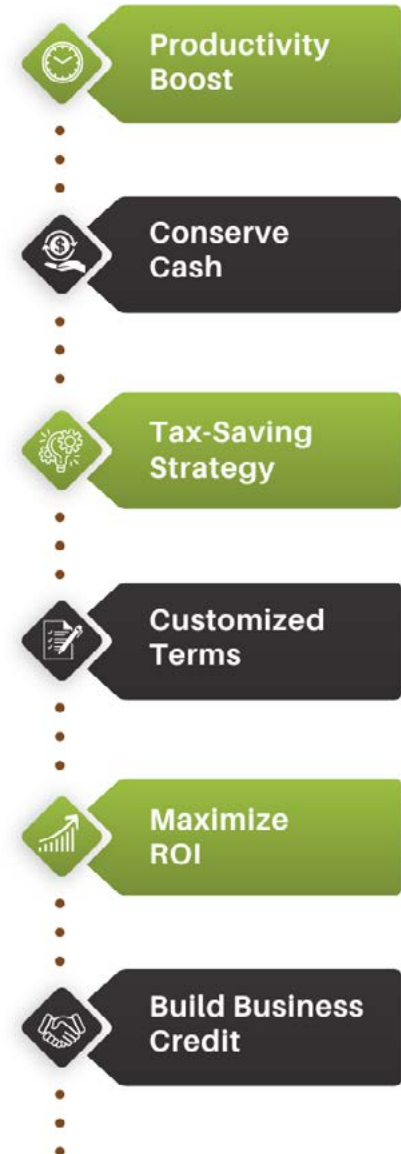 Productivity
Boost
Conserve
Cash
Tax-Saving
Strategy
Customized
Terms
Maximize
ROI
Build Business
Credit